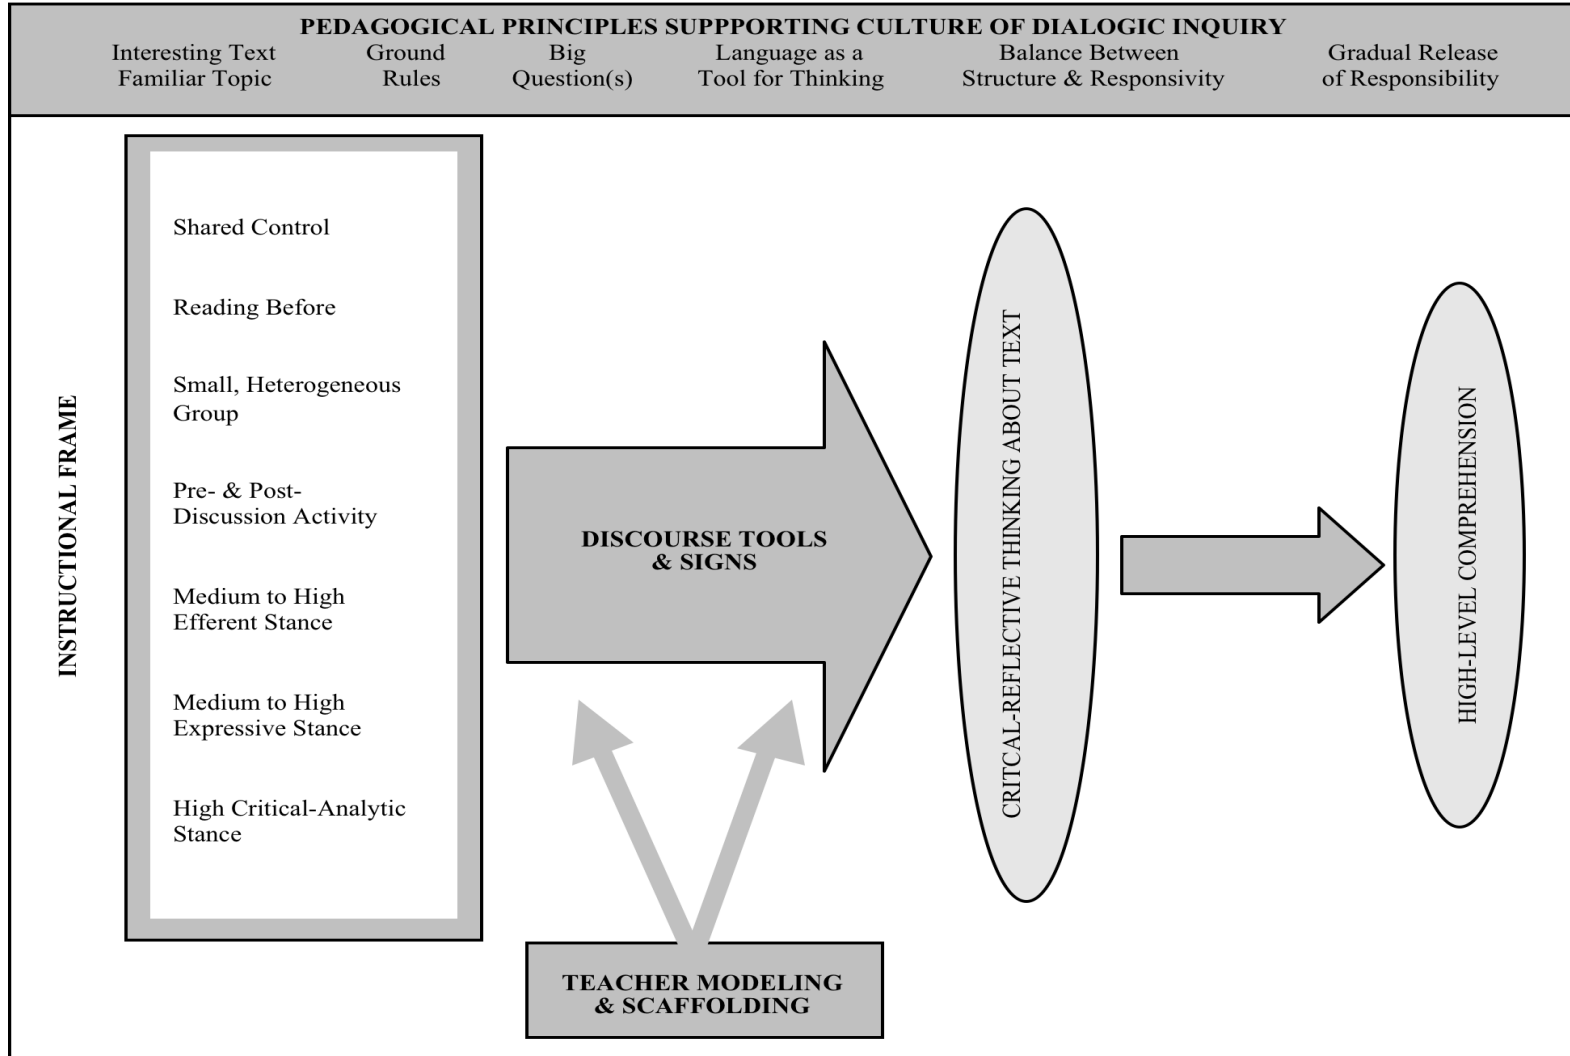 PEDAGOGICAL PRINCIPLES SUPPPORTING CULTURE OF DIALOGIC INQUIRY
Interesting Text
Familiar Topic
Ground
Rules
Big
Question(s)
Language as a
Tool for Thinking
Balance Between
Structure & Responsivity
Gradual Release
of Responsibility
INSTRUCTIONAL FRAME
Shared Control
Reading Before
Small, Heterogeneous
Group
Pre- & Post-
Discussion Activity
Medium to High
Efferent Stance
Medium to High
Expressive Stance
High Critical-Analytic
Stance
DISCOURSE TOOLS
& SIGNS
TEACHER MODELING
& SCAFFOLDING
CRITCAL-REFLECTIVE THINKING ABOUT TEXT
HIGH-LEVEL COMPREHENSION